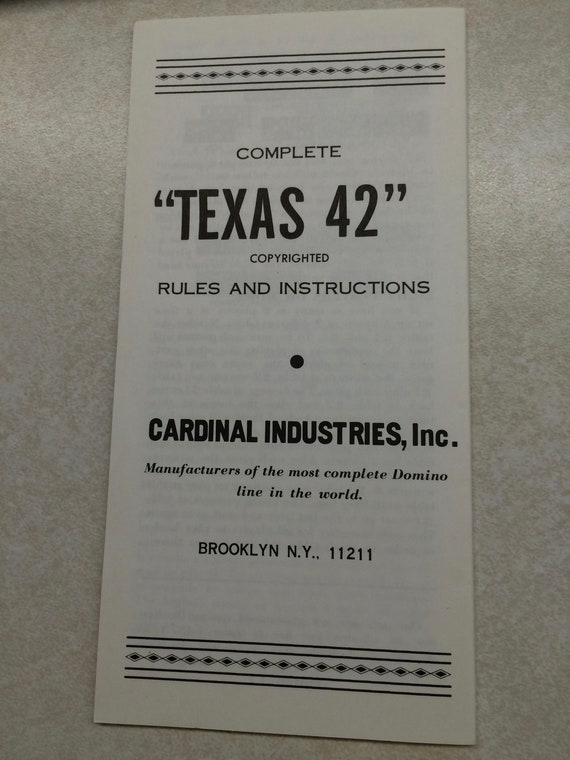 COMPLETE
“TEXAS 42”
COPYRIGHTED
RULES AND INSTRUCTIONS
CARDINAL INDUSTRIES, Inc.
Manufacturers of the most complete Domino
line in the world.
BROOKLYN N.Y., 11211